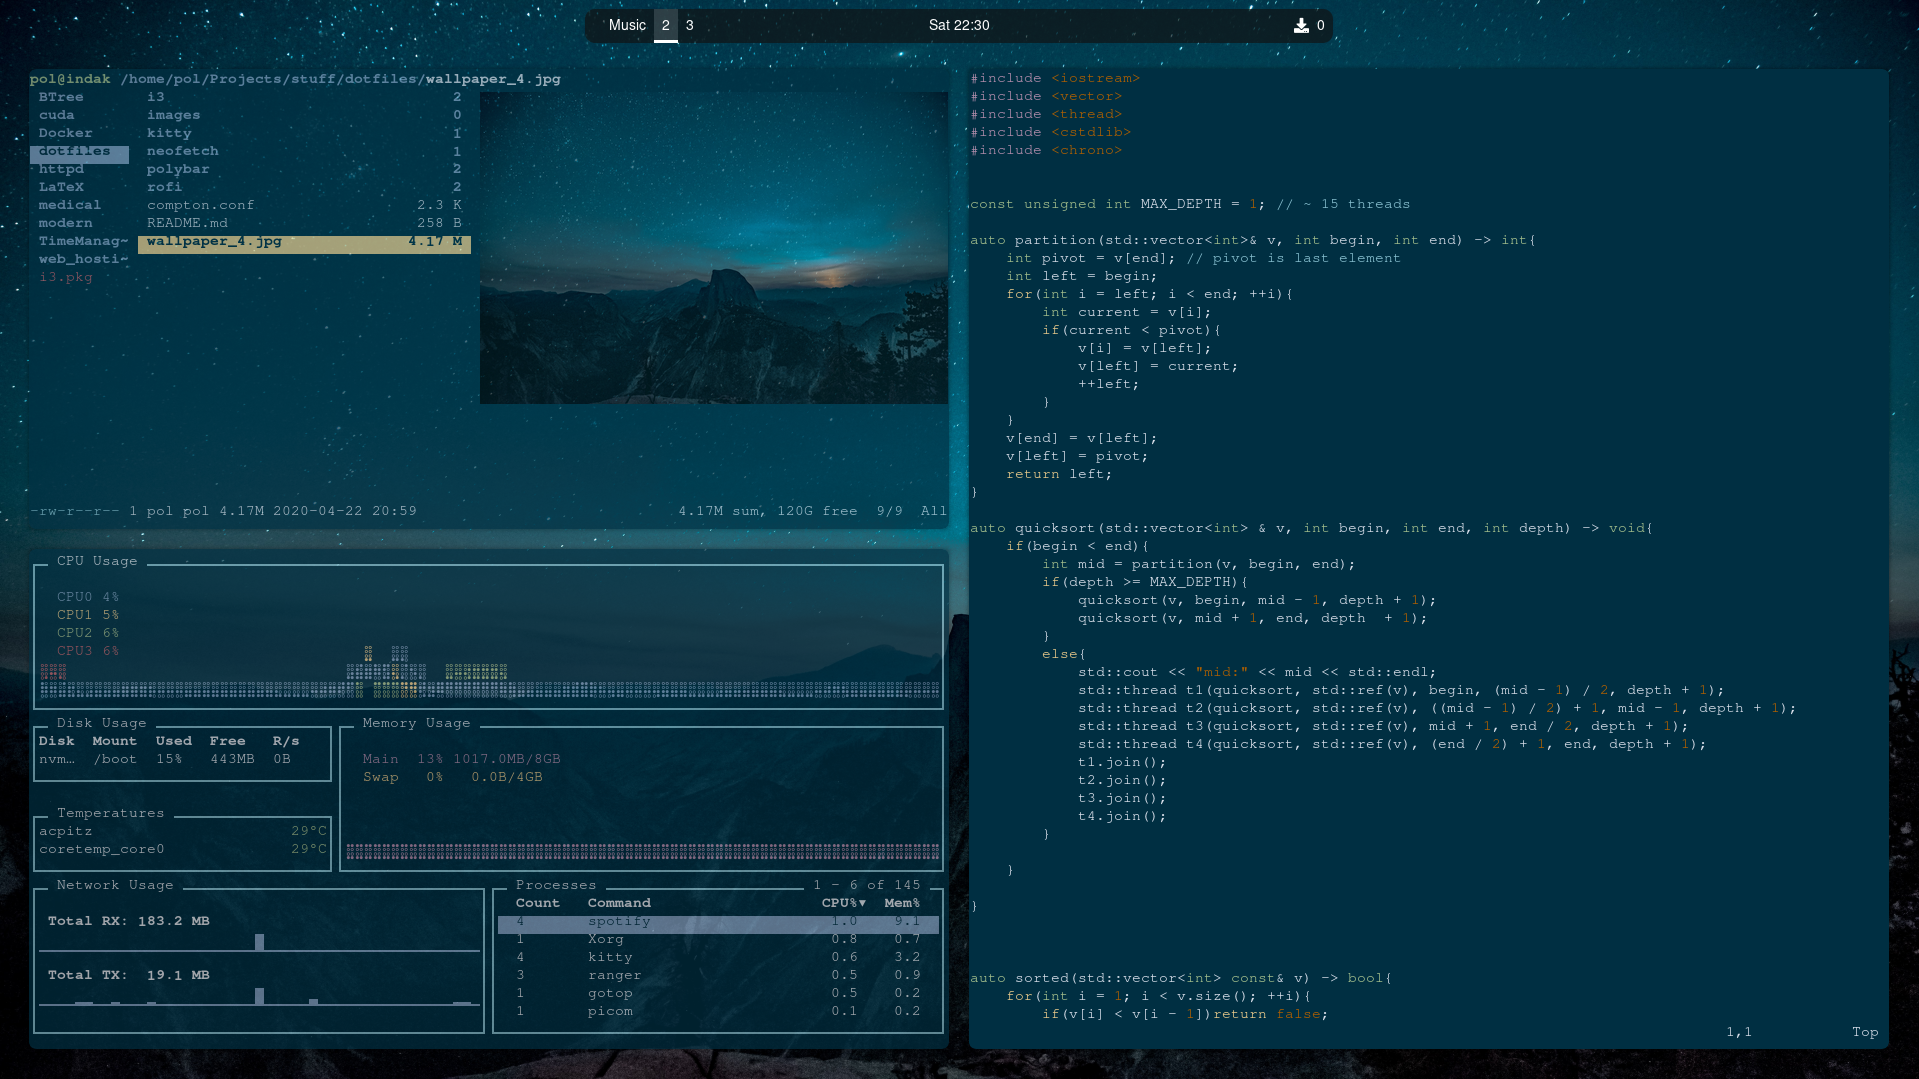 Music 2 3 Sat 22:30 0
pol@indak /home/pol/Projects/stuff/dotfiles/wallpaper_4.jpg
BTree i3 2
cuda images 0
Docker kitty 1
dotfiles neofetch 1
httpd polybar 2
LaTeX rofi 2
medical compton.conf 2.3 K
modern README.md 258 B
TimeManag~ wallpaper_4.jpg 4.17 M
web_hosti~
i3.pkg
-rw-r--r-- 1 pol pol 4.17M 2020-04-22 20:59 4.17M sum, 120G free 9/9 All
CPU Usage
CPU0 4%
CPU1 5%
CPU2 6%
CPU3 6%
Disk Usage
Disk Mount Used Free R/s
nvm… /boot 15% 443MB 0B
Temperatures
acpitz 29°C
coretemp_core0 29°C
Memory Usage
Main 13% 1017.0MB/8GB
Swap 0% 0.0B/4GB
Network Usage
Total RX: 183.2 MB
Total TX: 19.1 MB
Processes 1 - 6 of 145
Count Command CPU%▼ Mem%
4 spotify 1.0 9.1
1 Xorg 0.8 0.7
4 kitty 0.6 3.2
3 ranger 0.5 0.9
1 gotop 0.5 0.2
1 picom 0.1 0.2
#include <iostream>
#include <vector>
#include <thread>
#include <cstdlib>
#include <chrono>
const unsigned int MAX_DEPTH = 1; // ~ 15 threads
auto partition(std::vector<int>& v, int begin, int end) -> int{
    int pivot = v[end]; // pivot is last element
    int left = begin;
    for(int i = left; i < end; ++i){
        int current = v[i];
        if(current < pivot){
            v[i] = v[left];
            v[left] = current;
            ++left;
        }
    }
    v[end] = v[left];
    v[left] = pivot;
    return left;
}
auto quicksort(std::vector<int> & v, int begin, int end, int depth) -> void{
    if(begin < end){
        int mid = partition(v, begin, end);
        if(depth >= MAX_DEPTH){
            quicksort(v, begin, mid - 1, depth + 1);
            quicksort(v, mid + 1, end, depth  + 1);
        }
        else{
            std::cout << "mid:" << mid << std::endl;
            std::thread t1(quicksort, std::ref(v), begin, (mid - 1) / 2, depth + 1);
            std::thread t2(quicksort, std::ref(v), ((mid - 1) / 2) + 1, mid - 1, depth + 1);
            std::thread t3(quicksort, std::ref(v), mid + 1, end / 2, depth + 1);
            std::thread t4(quicksort, std::ref(v), (end / 2) + 1, end, depth + 1);
            t1.join();
            t2.join();
            t3.join();
            t4.join();
        }
    }
}
auto sorted(std::vector<int> const& v) -> bool{
    for(int i = 1; i < v.size(); ++i){
        if(v[i] < v[i - 1])return false;
1,1 Top